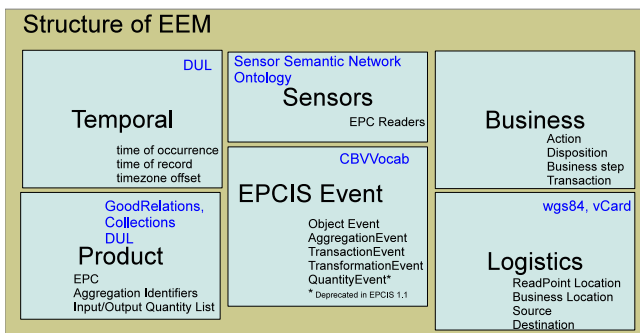 Structure of EEM
DUL
Temporal
time of occurrence
time of record
timezone offset
Sensor Semantic Network
Ontology
Sensors
EPC Readers
Business
Action
Disposition
Business step
Transaction
GoodRelations,
Collections
DUL
Product
EPC
Aggregation Identifiers
Input/Output Quantity List
CBVVocab
EPCIS Event
Object Event
AggregationEvent
TransactionEvent
TransformationEvent
QuantityEvent*
* Deprecated in EPCIS 1.1
wgs84, vCard
Logistics
ReadPoint Location
Business Location
Source
Destination